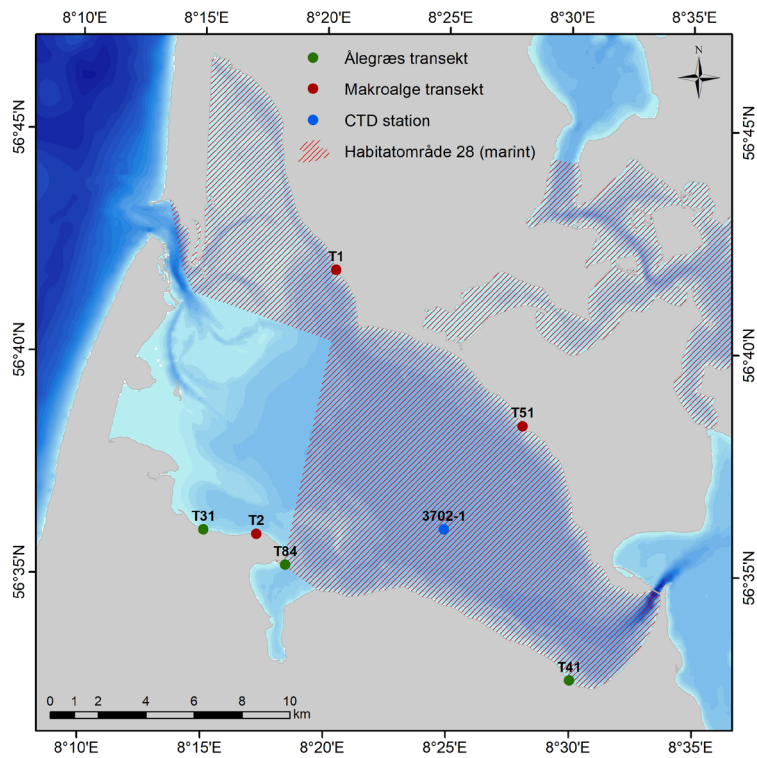 8°10'E 8°15'E 8°20'E 8°25'E 8°30'E 8°35'E
N
Ålegræs transekt
Makroalge transekt
CTD station
Habitatområde 28 (marint)
56°45'N 56°45'N
T1
56°40'N 56°40'N
T51
T31 T2 3702-1
T84
56°35'N 56°35'N
T41
0 1 2 4 6 8 10
km
8°10'E 8°15'E 8°20'E 8°25'E 8°30'E 8°35'E